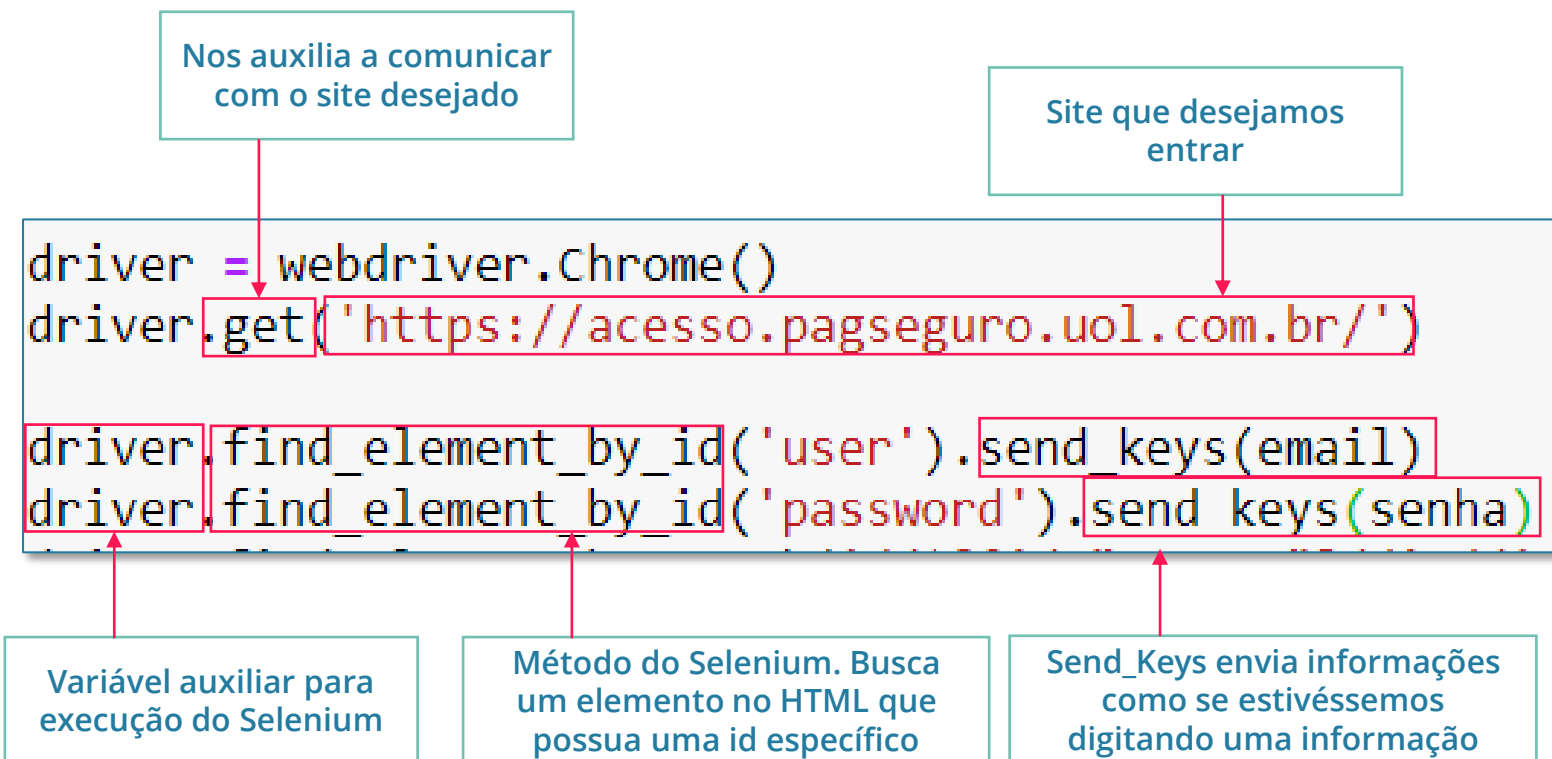 Nos auxilia a comunicar
com o site desejado
Site que desejamos
entrar
driver = webdriver.Chrome()
driver.get('https://acesso.pagseguro.uol.com.br/')
driver.find_element_by_id('user').send_keys(email)
driver.find_element_by_id('password').send_keys(senha)
Variável auxiliar para
execução do Selenium
Método do Selenium. Busca
um elemento no HTML que
possua uma id específico
Send_Keys envia informações
como se estivéssemos
digitando uma informação